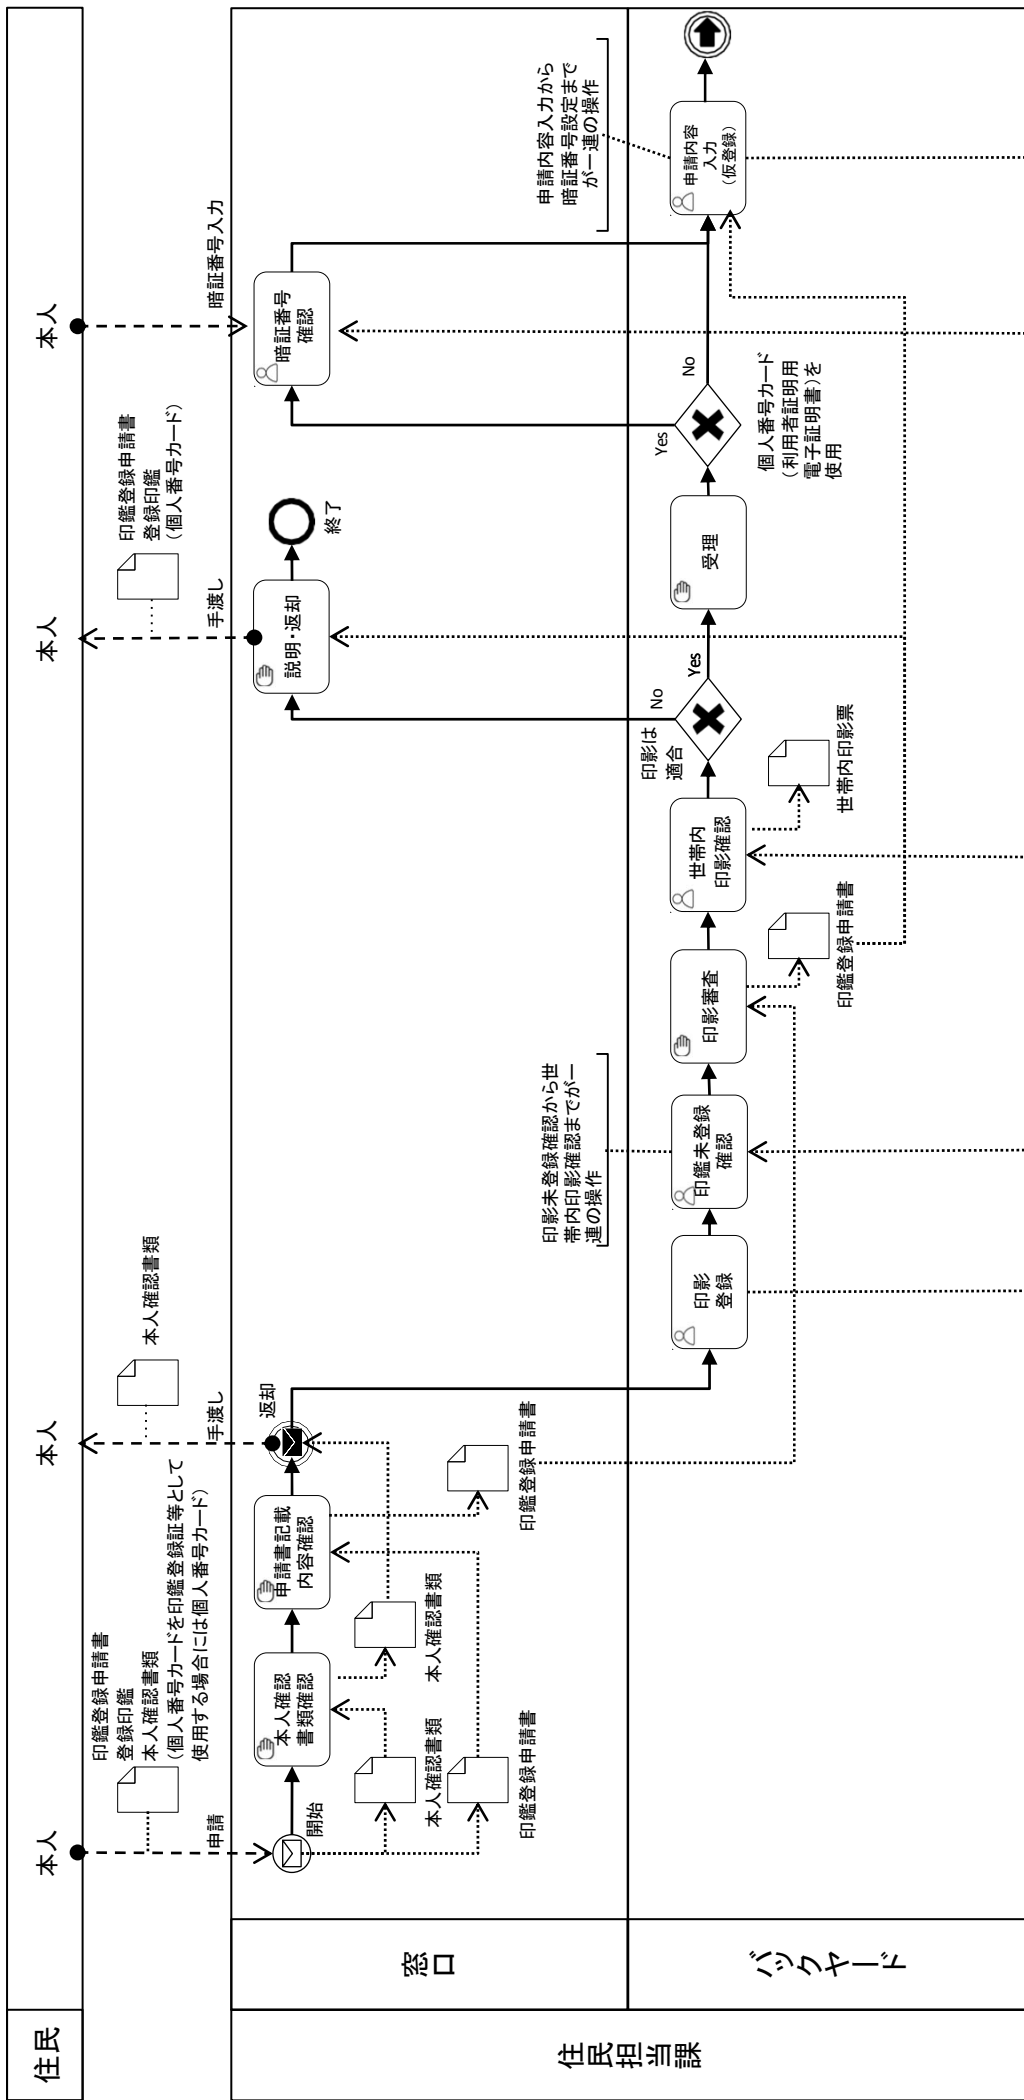 住民
本人
本人
本人
本人
印鑑登録申請書
登録印鑑
本人確認書類
（個人番号カードを印鑑登録証等として
使用する場合には個人番号カード）
申請
本人確認書類
手渡し
印鑑登録申請書
登録印鑑
（個人番号カード）
手渡し
暗証番号入力
住民担当課
窓口
開始
本人確認
書類確認
申請書記載
内容確認
返却
本人確認書類
本人確認書類
印鑑登録申請書
印鑑登録申請書
説明・返却
終了
暗証番号
確認
印影未登録確認から世
帯内印影確認までが一
連の操作
申請内容入力から
暗証番号設定まで
が一連の操作
バックヤード
印影
登録
印鑑未登録
確認
印影審査
世帯内
印影確認
印影は
適合
No
Yes
受理
Yes
No
申請内容
入力
（仮登録）
印鑑登録申請書
世帯内印影票
個人番号カード
（利用者証明用
電子証明書）を
使用